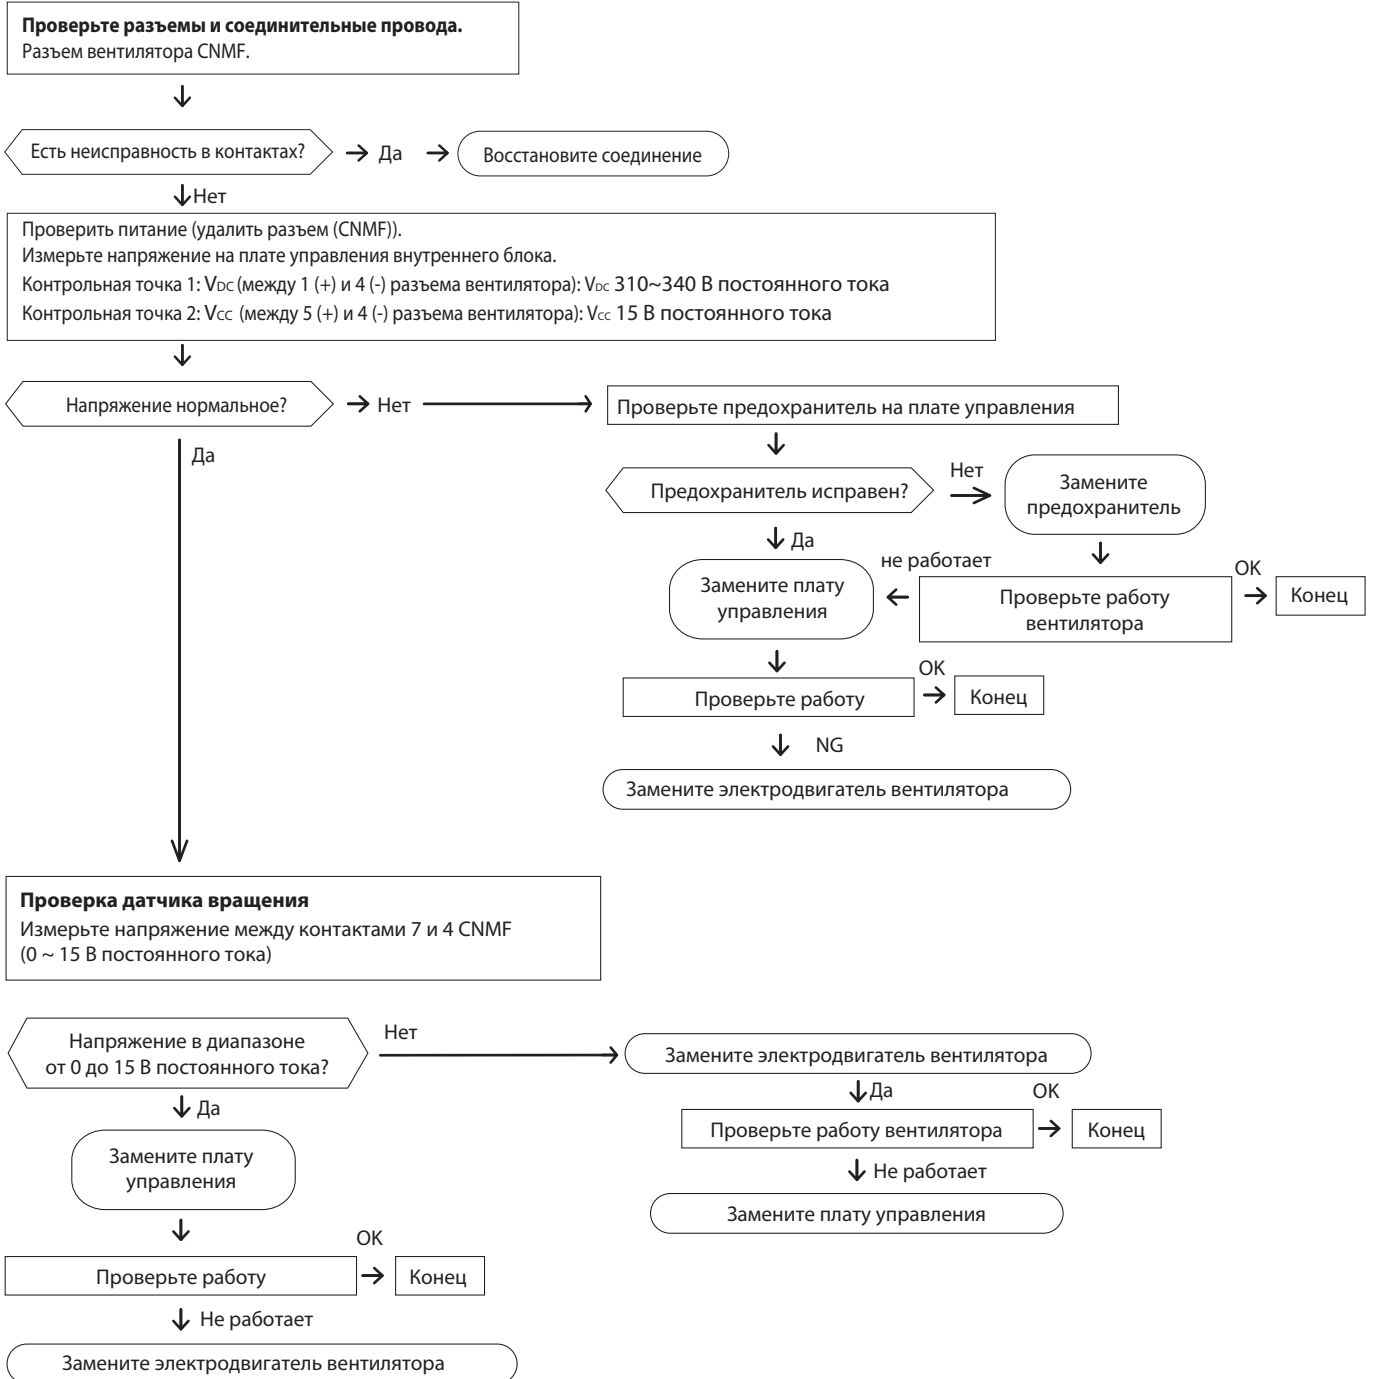 Проверьте разъемы и соединительные провода.
Разъем вентилятора CNMF.
Есть неисправность в контактах?
Да
Восстановите соединение
Нет
Проверить питание (удалить разъем (CNMF)).
Измерьте напряжение на плате управления внутреннего блока.
Контрольная точка 1: VDC (между 1 (+) и 4 (-) разъема вентилятора): VDC 310~340 В постоянного тока
Контрольная точка 2: VCC (между 5 (+) и 4 (-) разъема вентилятора): VCC 15 В постоянного тока
Напряжение нормальное?
Нет
Проверьте предохранитель на плате управления
Да
Предохранитель исправен?
Нет
Замените
предохранитель
Да
не работает
Замените плату
управления
Проверьте работу
вентилятора
OK
Конец
Проверьте работу
OK
Конец
NG
Замените электродвигатель вентилятора
Проверка датчика вращения
Измерьте напряжение между контактами 7 и 4 CNMF
(0 ~ 15 В постоянного тока)
Напряжение в диапазоне
от 0 до 15 В постоянного тока?
Нет
Замените электродвигатель вентилятора
Да
OK
Проверьте работу вентилятора
Конец
Не работает
Замените плату управления
Да
Замените плату
управления
OK
Проверьте работу
Конец
Не работает
Замените электродвигатель вентилятора